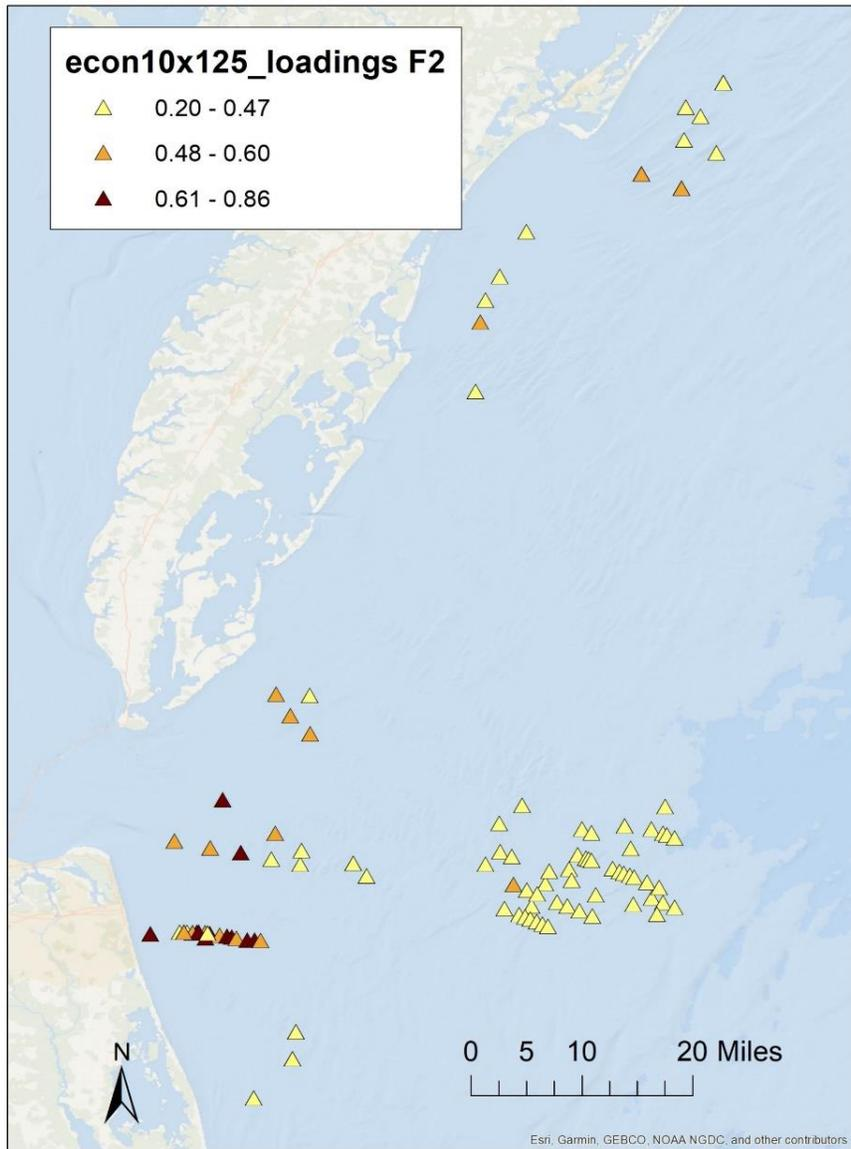 econ10x125_loadings F2
0.20 - 0.47
0.48 - 0.60
0.61 - 0.86
N
0 5 10 20 Miles
Esri, Garmin, GEBCO, NOAA NGDC, and other contributors